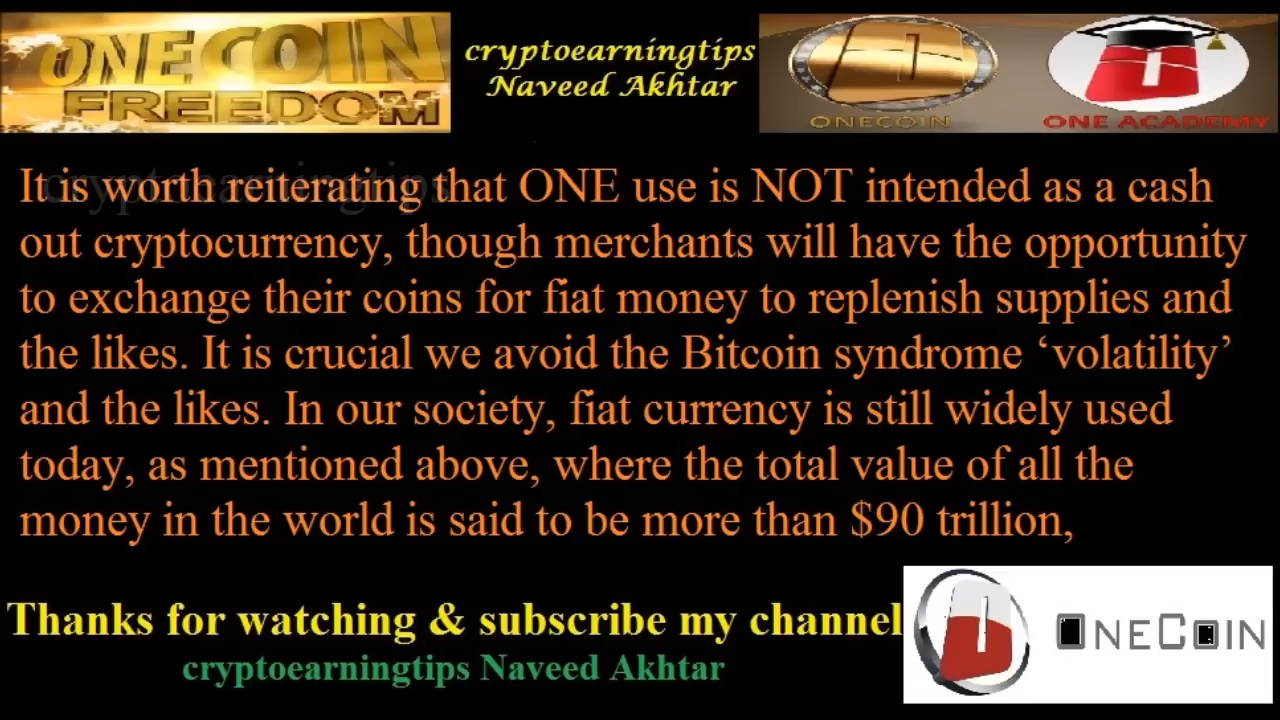 ONE COIN
FREEDOM
cryptoearningtips
Naveed Akhtar
ONECOIN
ONE ACADEMY
cryptoearningtips
It is worth reiterating that ONE use is NOT intended as a cash
out cryptocurrency, though merchants will have the opportunity
to exchange their coins for fiat money to replenish supplies and
the likes. It is crucial we avoid the Bitcoin syndrome ‘volatility’
and the likes. In our society, fiat currency is still widely used
today, as mentioned above, where the total value of all the
money in the world is said to be more than $90 trillion,
Thanks for watching & subscribe my channel
cryptoearningtips Naveed Akhtar
ONECOIN